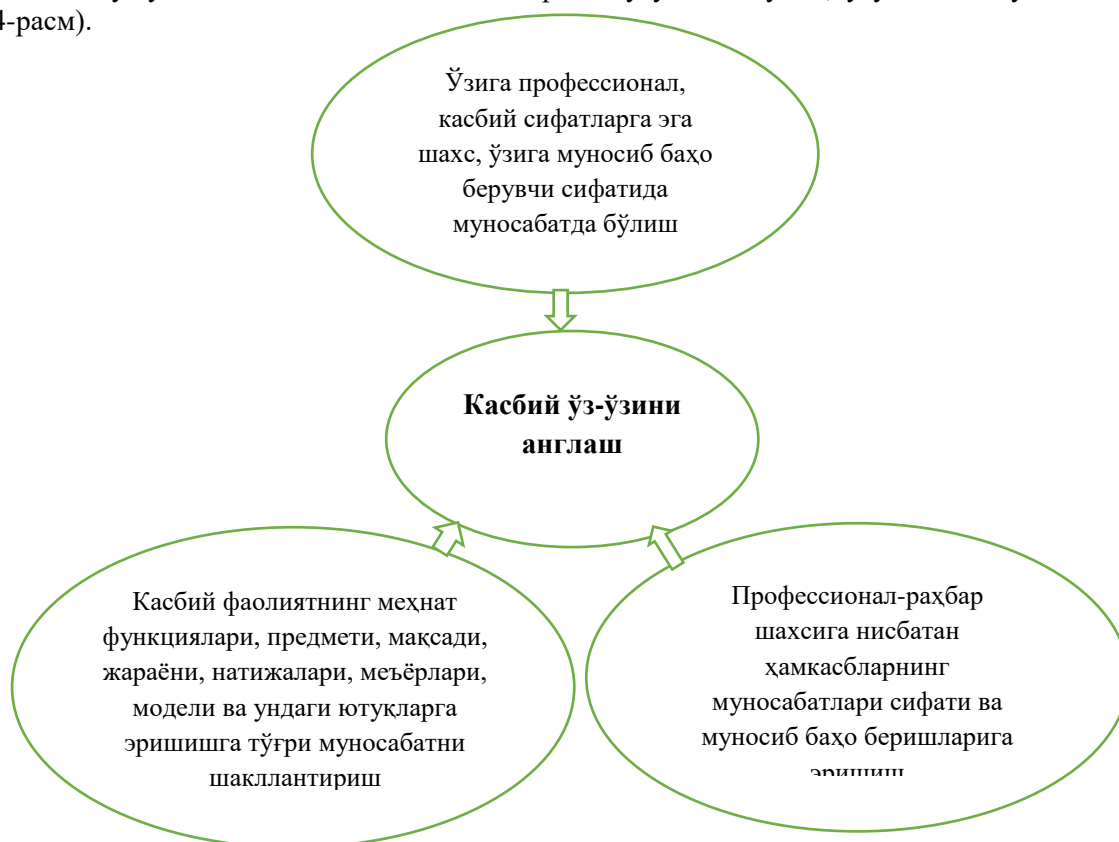 4-расм).
Ўзига профессионал,
касбий сифатларга эга
шахс, ўзига муносиб баҳо
берувчи сифатида
муносабатда бўлиш
Касбий ўз-ўзини
англаш
Касбий фаолиятнинг меҳнат
функциялари, предмети, мақсади,
жараёни, натижалари, меъёрлари,
модели ва ундаги ютуқларга
эришишга тўғри муносабатни
шакллантириш
Профессионал-раҳбар
шахсига нисбатан
ҳамкасбларнинг
муносабатлари сифати ва
муносиб баҳо беришларига
эришиш